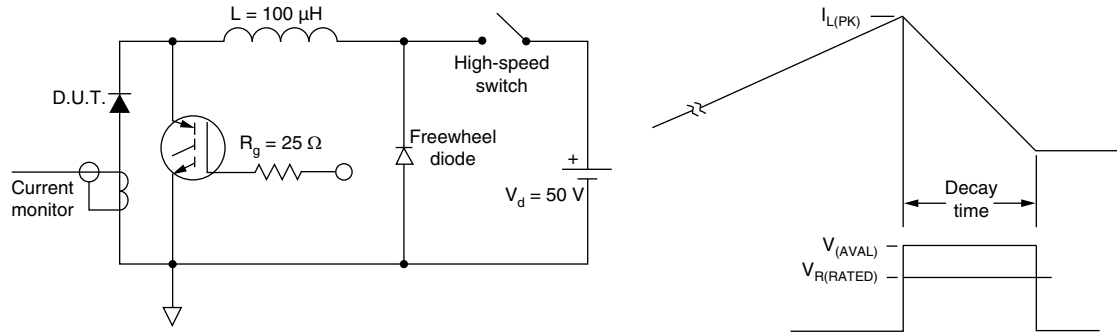 L = 100 µH
D.U.T.
High-speed
switch
R_g = 25 Ω
Freewheel
diode
+
V_d = 50 V
Current
monitor
I_L(PK)
Decay
time
V_(AVAL)
V_R(RATED)